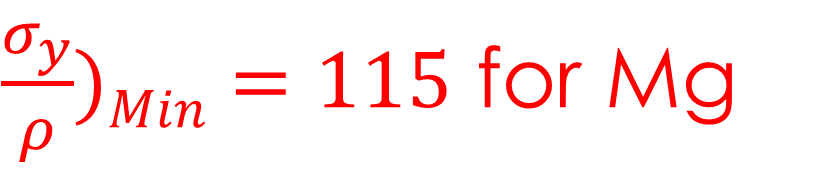 σy/ρ)Min = 115 for Mg